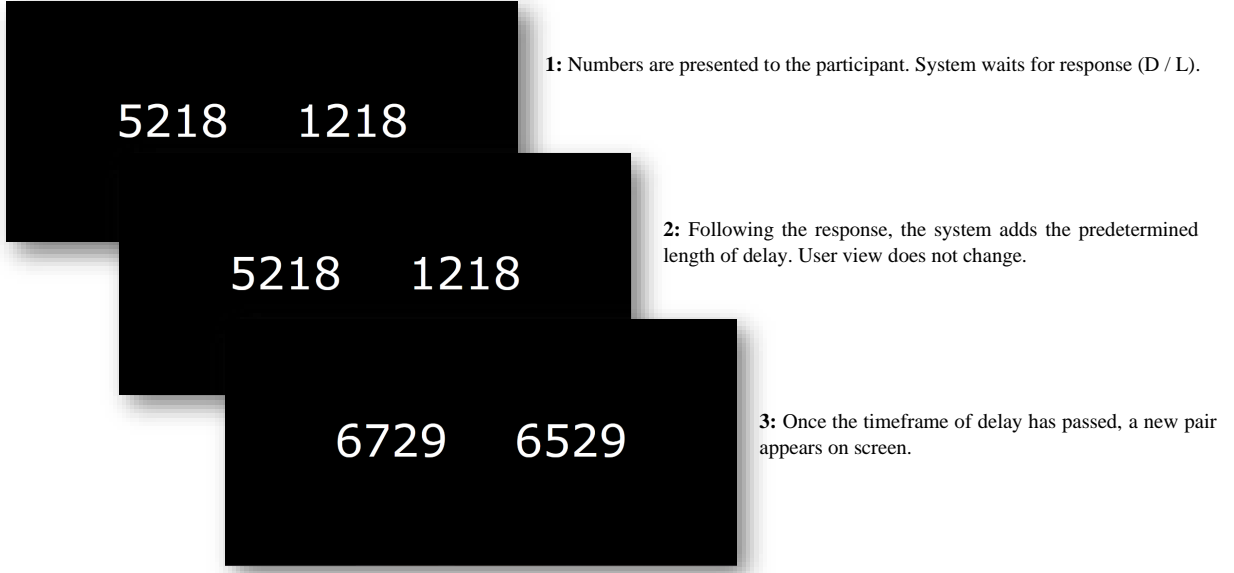 1: Numbers are presented to the participant. System waits for response (D / L).
5218 1218
2: Following the response, the system adds the predetermined
length of delay. User view does not change.
5218 1218
3: Once the timeframe of delay has passed, a new pair
appears on screen.
6729 6529